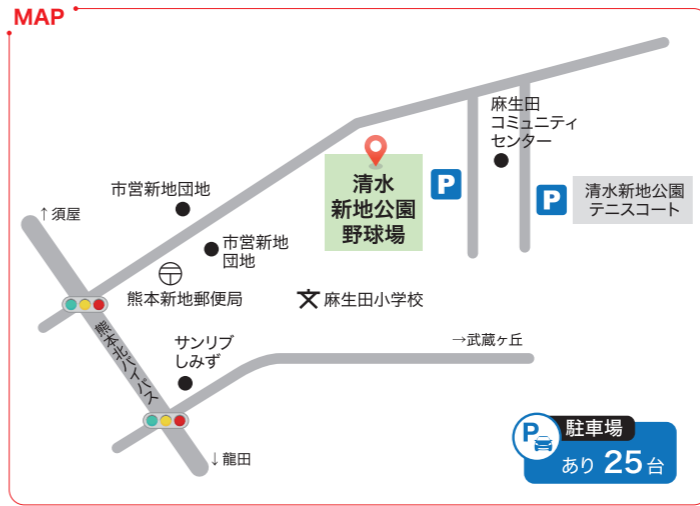 MAP
麻生田
コミュニティ
センター
清水
新地公園
野球場
P
P
清水新地公園
テニスコート
市営新地団地
↑須屋
市営新地
団地
熊本新地郵便局
文麻生田小学校
サンリブ
しみず
→武蔵ヶ丘
熊本北バイパス
↓龍田
P
駐車場
あり 25台